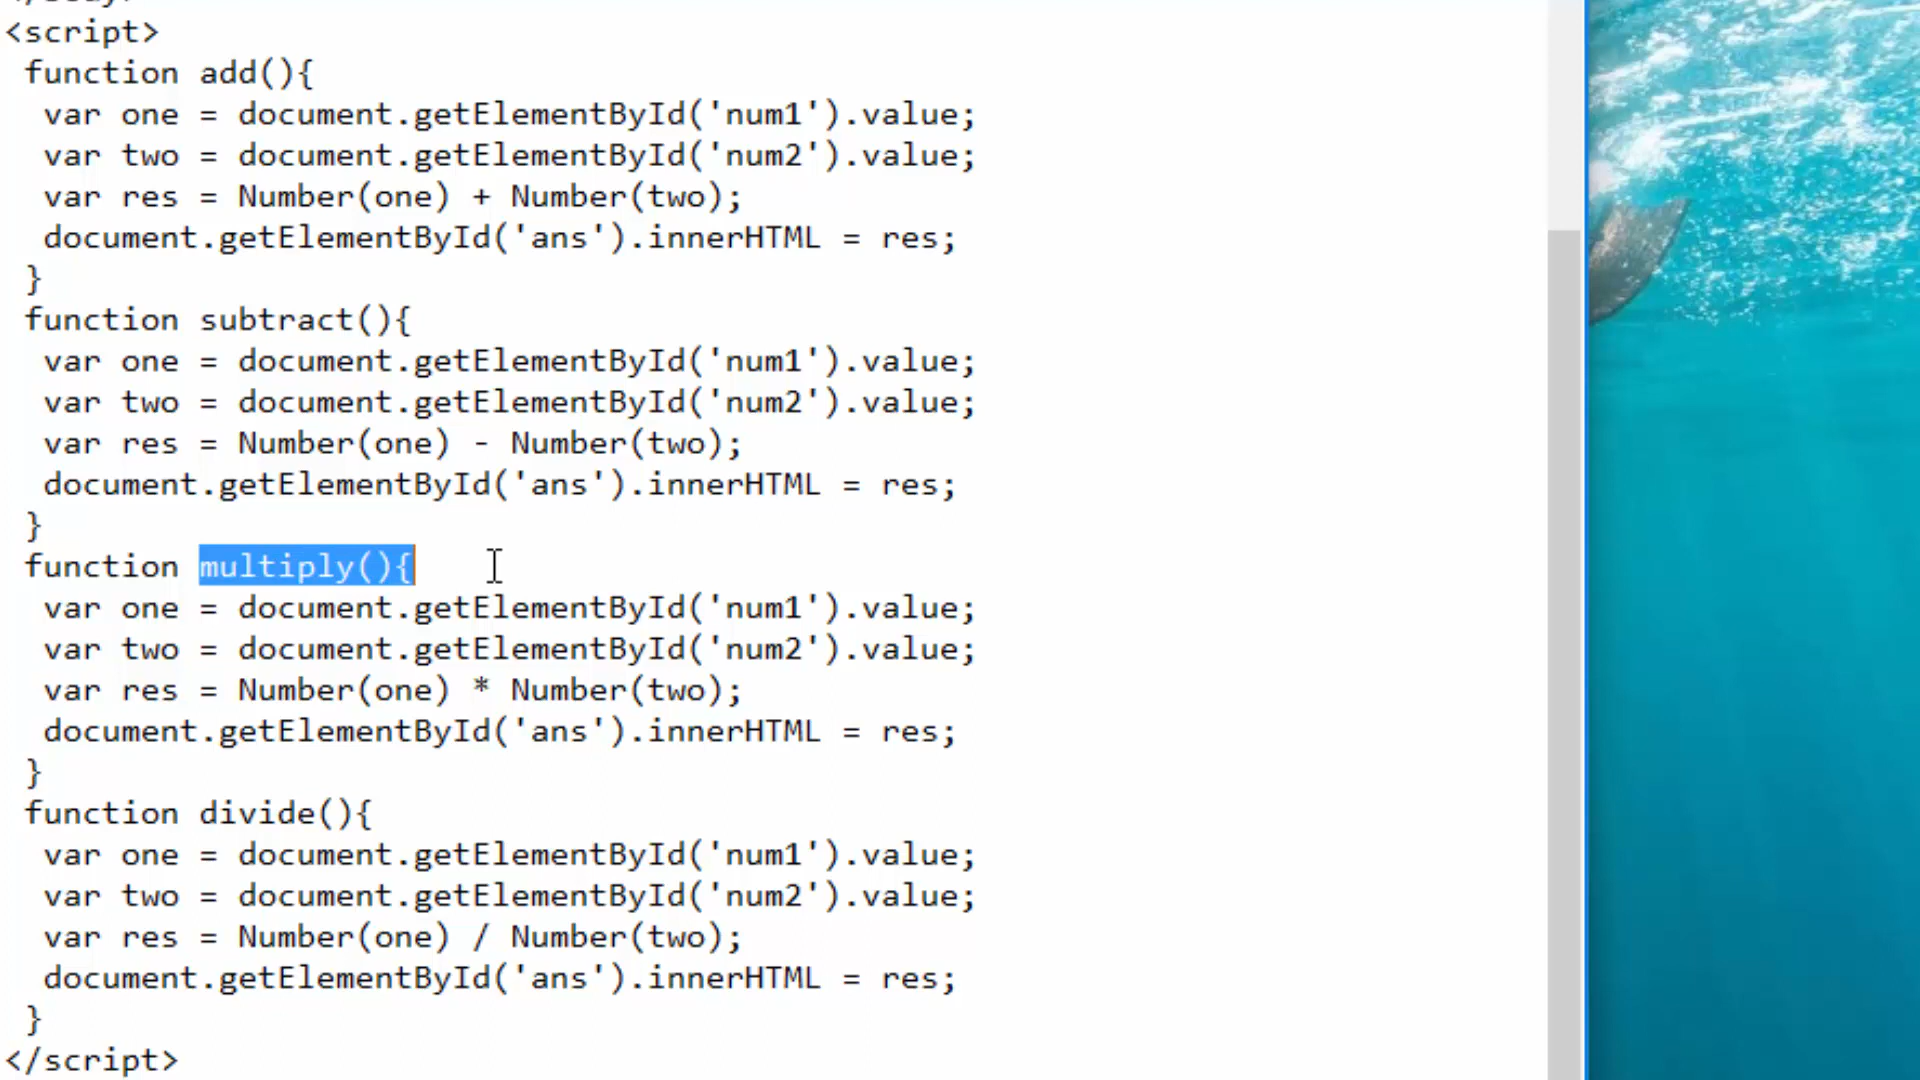 <script>
function add(){
var one = document.getElementById('num1').value;
var two = document.getElementById('num2').value;
var res = Number(one) + Number(two);
document.getElementById('ans').innerHTML = res;
}
function subtract(){
var one = document.getElementById('num1').value;
var two = document.getElementById('num2').value;
var res = Number(one) - Number(two);
document.getElementById('ans').innerHTML = res;
}
function multiply(){
var one = document.getElementById('num1').value;
var two = document.getElementById('num2').value;
var res = Number(one) * Number(two);
document.getElementById('ans').innerHTML = res;
}
function divide(){
var one = document.getElementById('num1').value;
var two = document.getElementById('num2').value;
var res = Number(one) / Number(two);
document.getElementById('ans').innerHTML = res;
}
</script>